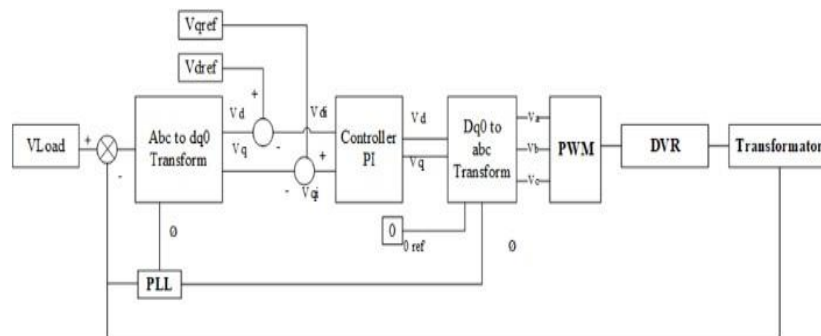 Vqref
Vdref
+
+
Vd
Vdi
Vd
VLoad
+
-
Abc to dq0
Transform
Vq
-
-
+
Vqi
Controller
PI
Vq
Dq0 to
abc
Transform
Va
Vb
Vc
PWM
DVR
Transformator
0
0 ref
PLL